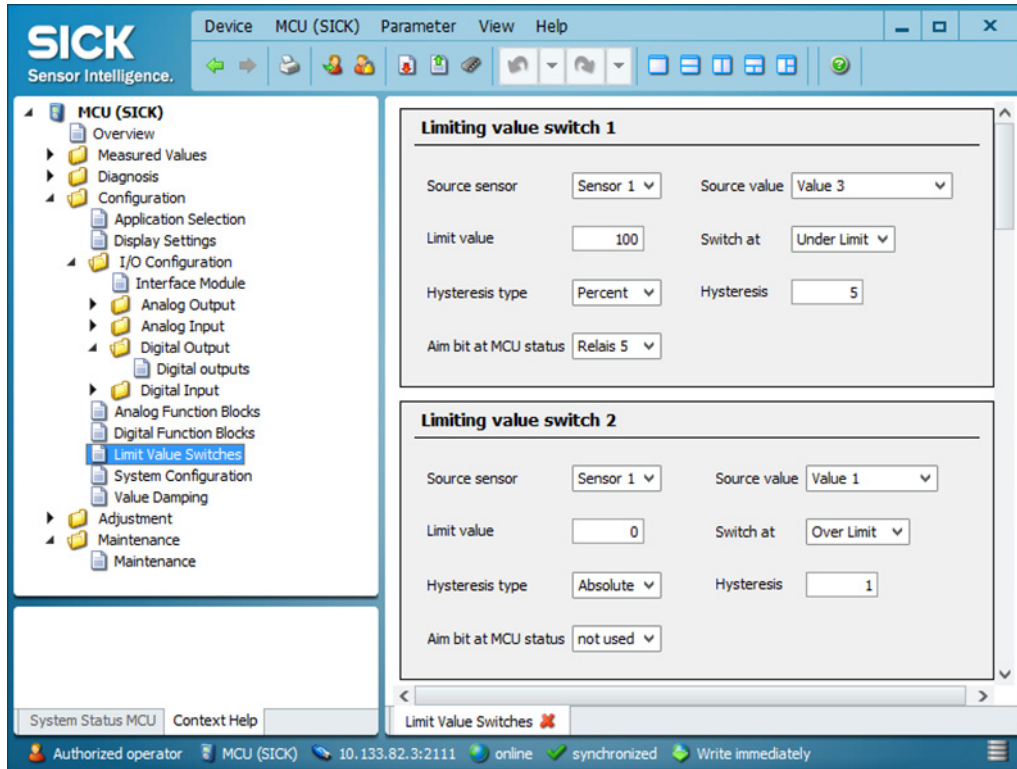 SICK
Sensor Intelligence.
Device MCU (SICK) Parameter View Help
MCU (SICK)
Overview
Measured Values
Diagnosis
Configuration
Application Selection
Display Settings
I/O Configuration
Interface Module
Analog Output
Analog Input
Digital Output
Digital outputs
Digital Input
Analog Function Blocks
Digital Function Blocks
Limit Value Switches
System Configuration
Value Damping
Adjustment
Maintenance
Maintenance
System Status MCU Context Help
Limiting value switch 1
Source sensor Sensor 1 Source value Value 3
Limit value 100 Switch at Under Limit
Hysteresis type Percent Hysteresis 5
Aim bit at MCU status Relais 5
Limiting value switch 2
Source sensor Sensor 1 Source value Value 1
Limit value 0 Switch at Over Limit
Hysteresis type Absolute Hysteresis 1
Aim bit at MCU status not used
Limit Value Switches
Authorized operator MCU (SICK) 10.133.82.3:2111 online synchronized Write immediately